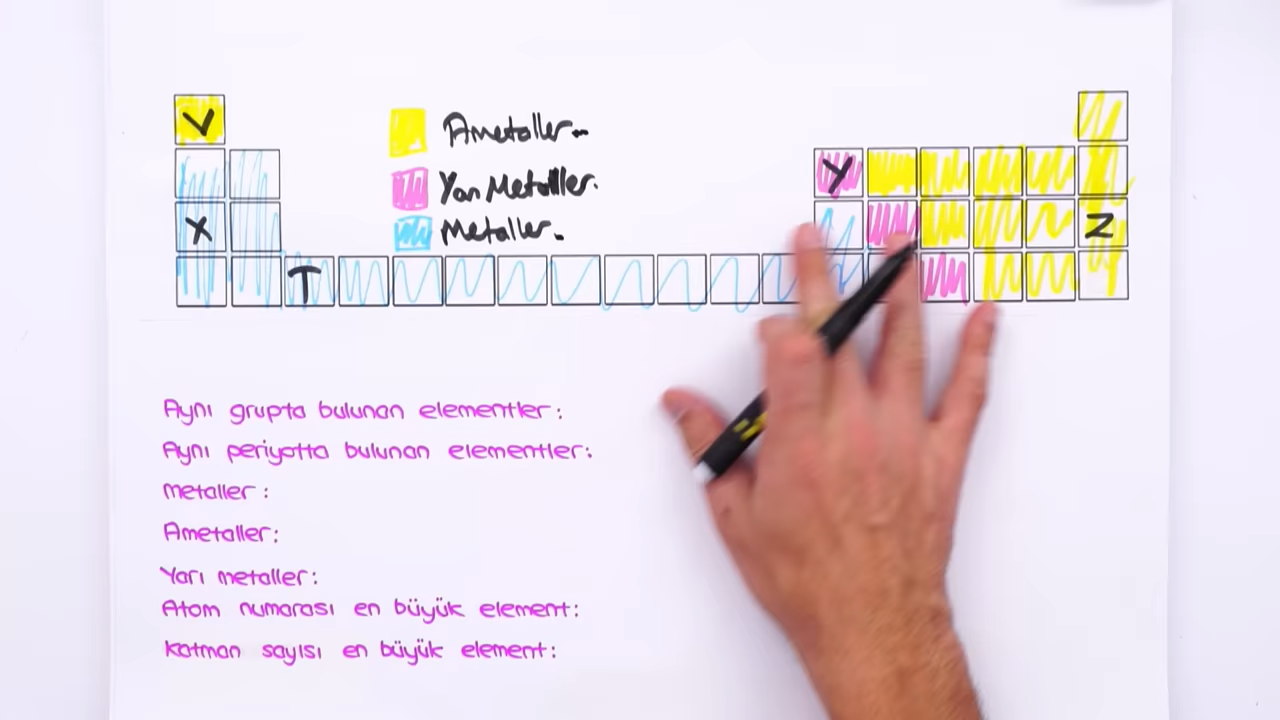 V
Ametaller
Y
Yarı Metaller.
X
Metaller.
Z
T
Aynı grupta bulunan elementler:
Aynı periyotta bulunan elementler:
Metaller:
Ametaller:
Yarı metaller:
Atom numarası en büyük element:
Katman sayısı en büyük element: